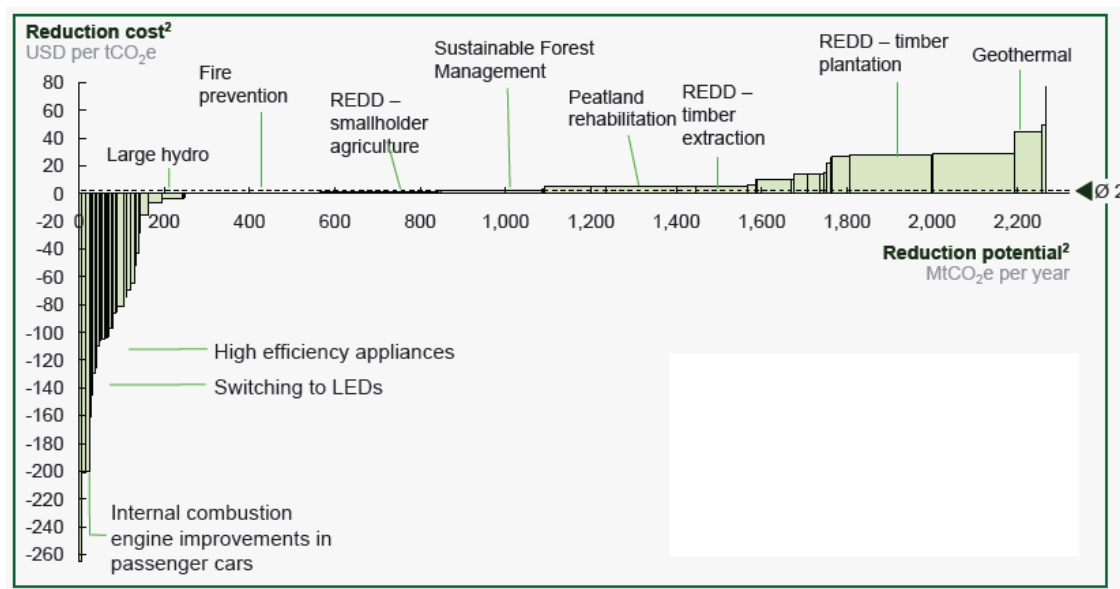 Reduction cost²
USD per tCO₂e
80
60
40
20
0
-20
-40
-60
-80
-100
-120
-140
-160
-180
-200
-220
-240
-260
Large hydro
Fire
prevention
REDD –
smallholder
agriculture
Sustainable Forest
Management
Peatland
rehabilitation
REDD –
timber
extraction
REDD – timber
plantation
Geothermal
Ø 2
0 200 400 600 800 1,000 1,200 1,400 1,600 1,800 2,000 2,200
Reduction potential²
MtCO₂e per year
High efficiency appliances
Switching to LEDs
Internal combustion
engine improvements in
passenger cars